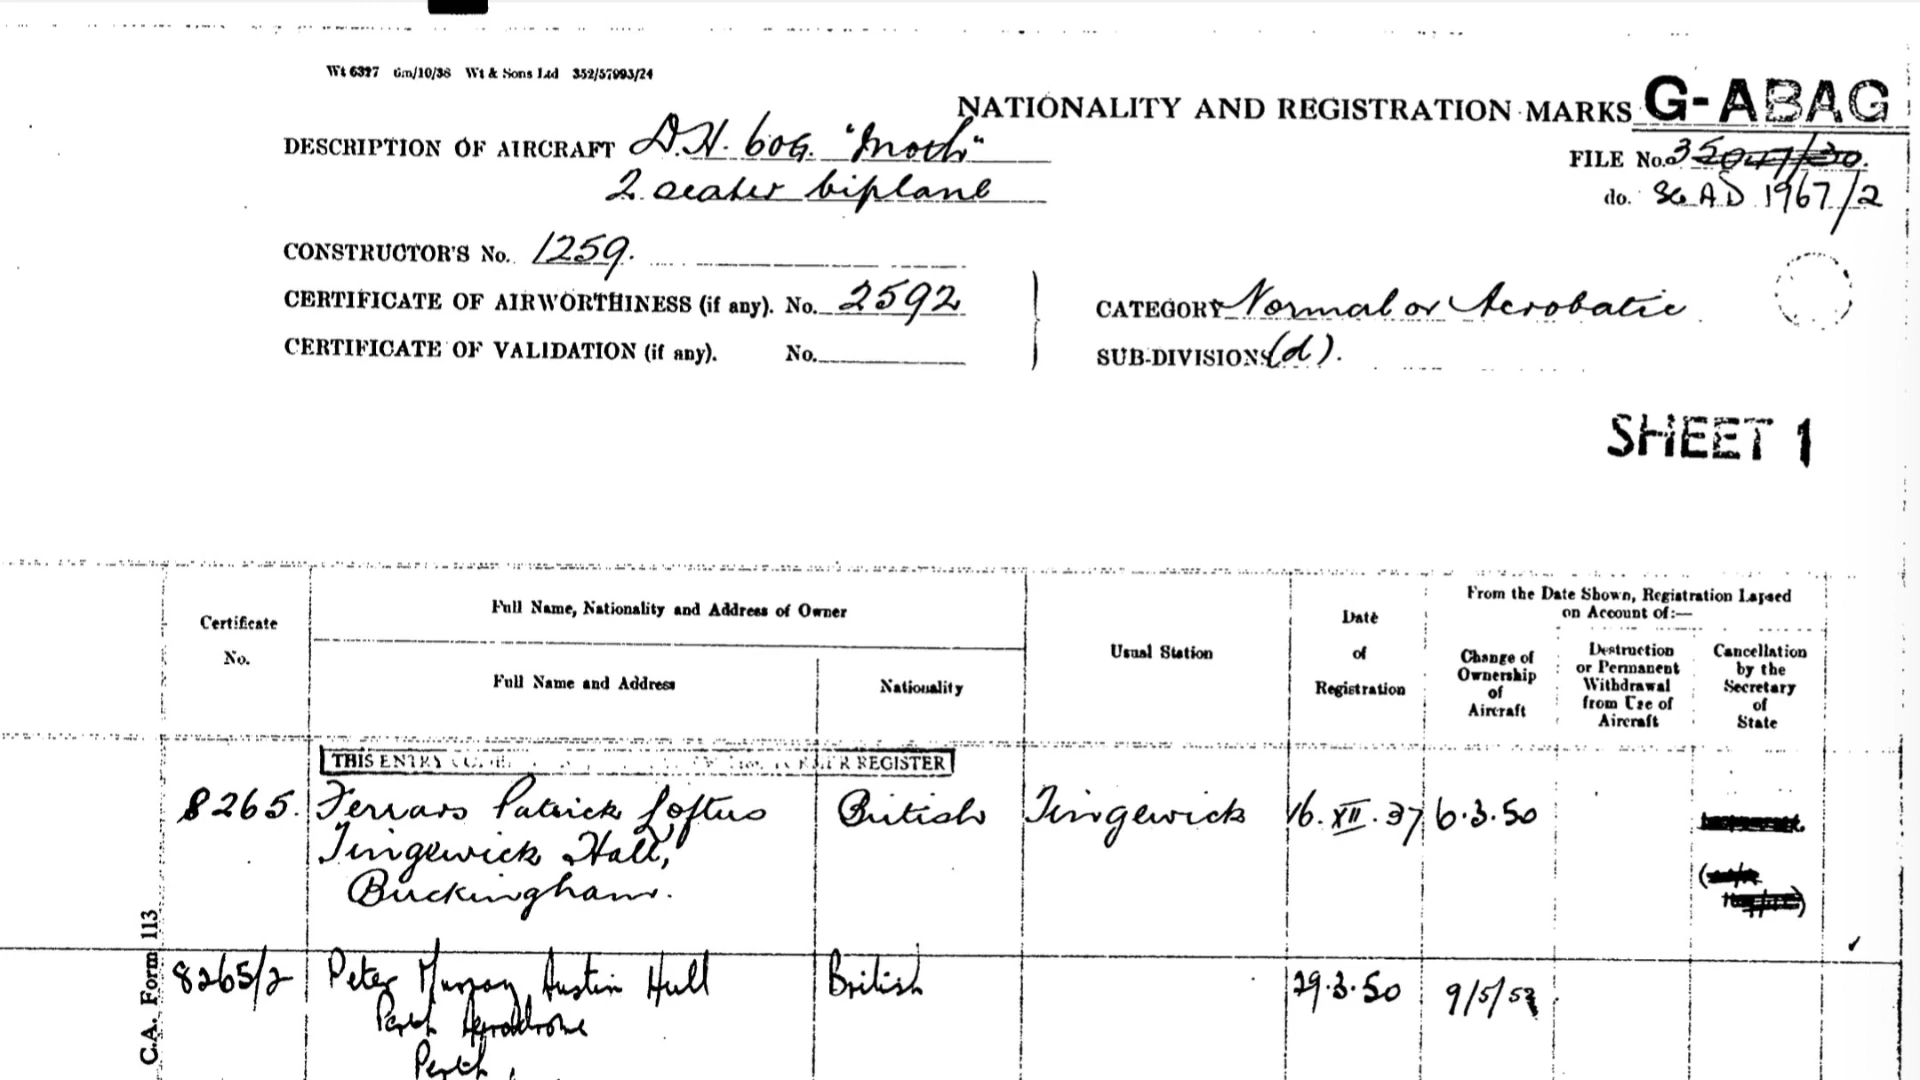 Wt 6327 6m/10/38 Wt & Sons Ltd 352/57993/24
NATIONALITY AND REGISTRATION MARKS G-ABAG
DESCRIPTION OF AIRCRAFT D.H. 60G. "Moth"
2 seater biplane
FILE No. 35047/30.
do. 36 AD 1967/2
CONSTRUCTOR'S No. 1259.
CERTIFICATE OF AIRWORTHINESS (if any). No. 2592
CERTIFICATE OF VALIDATION (if any). No.
CATEGORY Normal or Acrobatic
SUB-DIVISION (d).
SHEET 1
Certificate
No.
Full Name, Nationality and Address of Owner
Full Name and Address
Nationality
Usual Station
Date
of
Registration
From the Date Shown, Registration Lapsed
on Account of:—
Change of
Ownership
of
Aircraft
Destruction
or Permanent
Withdrawal
from Use of
Aircraft
Cancellation
by the
Secretary
of
State
THIS ENTRY REGISTER
8265. Ferrars Patrick Loftus British Tingewick 16. XII. 37 6.3.50
Tingewick Hall,
Buckingham.
8265/2 Peter Murray Austin Hull British 29.3.50 9/5/53
Perth Aerodrome
Perth
C.A. Form 113